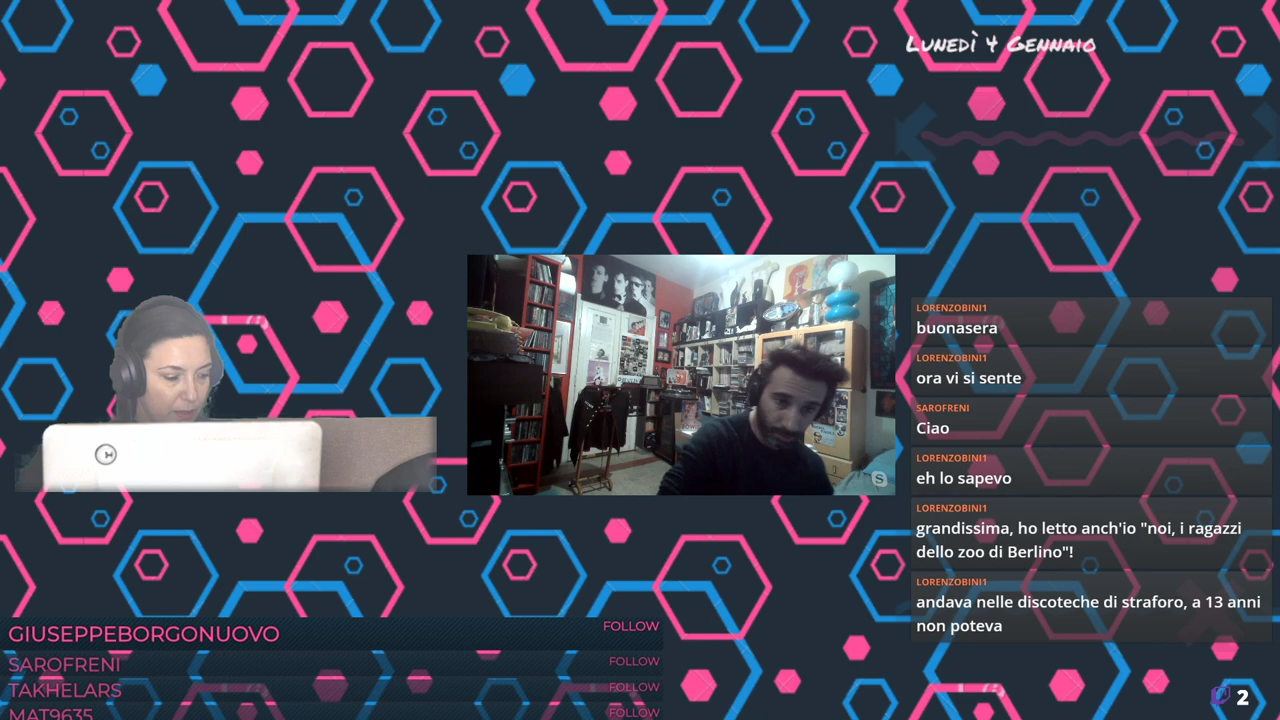 Lunedì 4 Gennaio
LORENZOBINI1
buonasera
LORENZOBINI1
ora vi si sente
SAROFRENI
Ciao
LORENZOBINI1
eh lo sapevo
LORENZOBINI1
grandissima, ho letto anch'io "noi, i ragazzi
dello zoo di Berlino"!
LORENZOBINI1
andava nelle discoteche di straforo, a 13 anni
non poteva
GIUSEPPEBORGONUOVO FOLLOW
SAROFRENI FOLLOW
TAKHELARS FOLLOW
MAT9635 FOLLOW
2